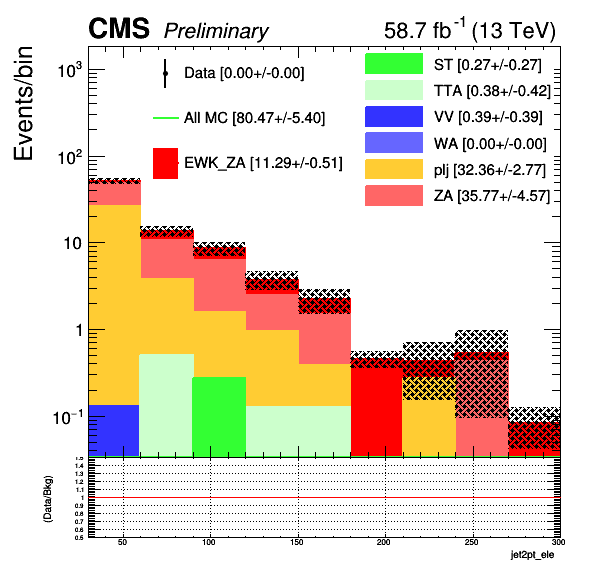 CMS Preliminary 58.7 fb⁻¹ (13 TeV)
Events/bin
Data [0.00+/-0.00]
All MC [80.47+/-5.40]
EWK_ZA [11.29+/-0.51]
ST [0.27+/-0.27]
TTA [0.38+/-0.42]
VV [0.39+/-0.39]
WA [0.00+/-0.00]
plj [32.36+/-2.77]
ZA [35.77+/-4.57]
10³
10²
10
1
10⁻¹
(Data/Bkg)
1.5
1.4
1.3
1.2
1.1
1
0.9
0.8
0.7
0.6
0.5
50 100 150 200 250 300
jet2pt_ele